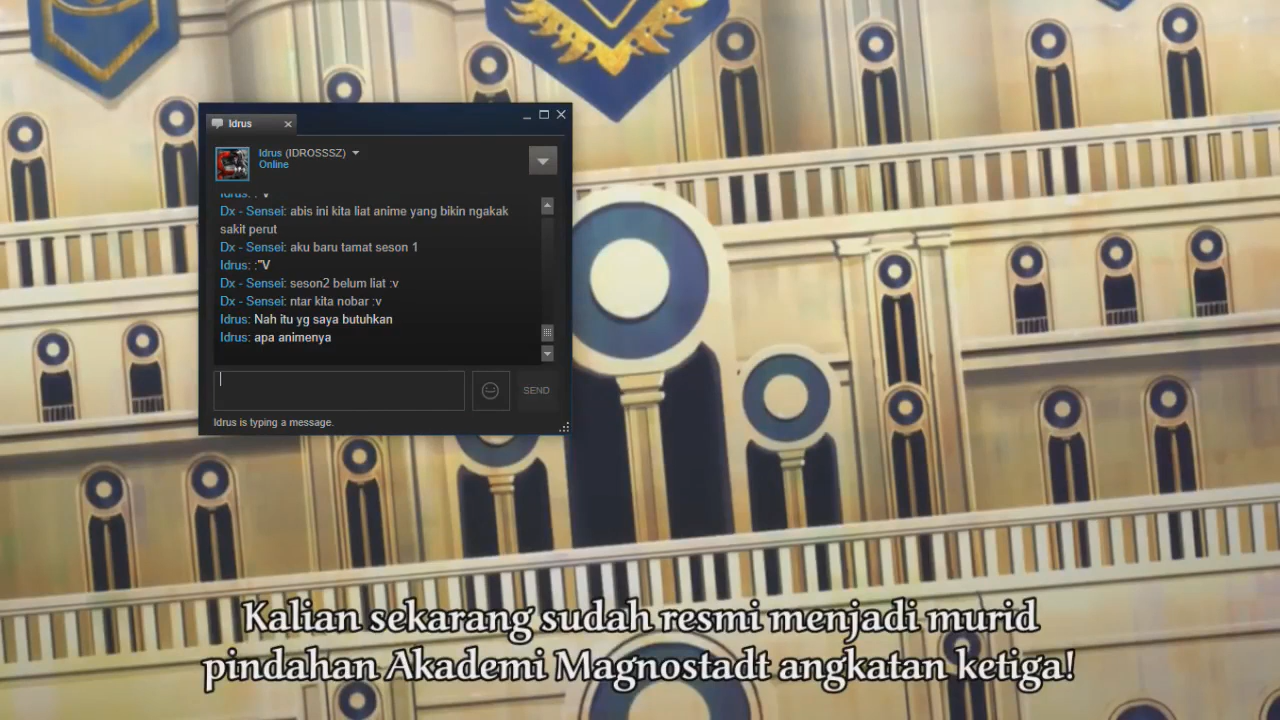 Idrus
Idrus (IDROSSSZ)
Online
Idrus: : V
Dx - Sensei: abis ini kita liat anime yang bikin ngakak
sakit perut
Dx - Sensei: aku baru tamat seson 1
Idrus: :"V
Dx - Sensei: seson2 belum liat :v
Dx - Sensei: ntar kita nobar :v
Idrus: Nah itu yg saya butuhkan
Idrus: apa animenya
SEND
Idrus is typing a message.
Kalian sekarang sudah resmi menjadi murid
pindahan Akademi Magnostadt angkatan ketiga!